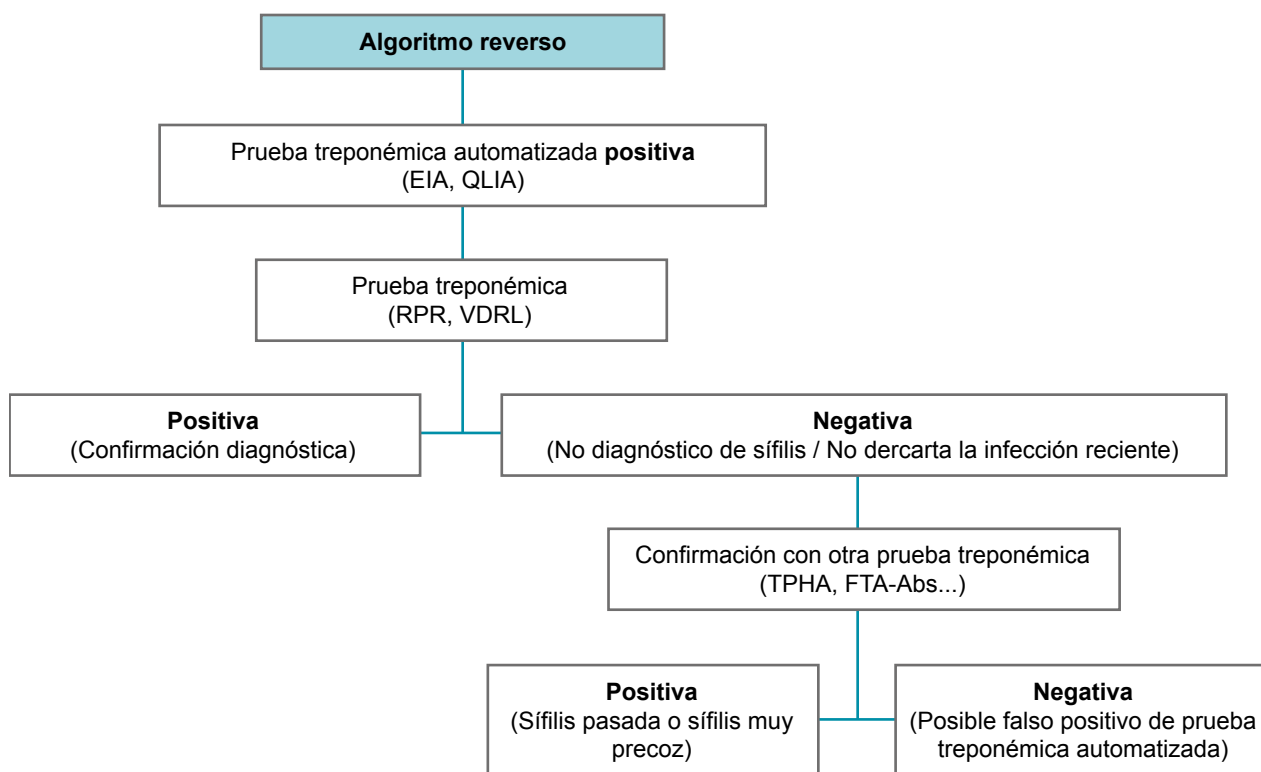 Algoritmo reverso
Prueba treponémica automatizada positiva
(EIA, QLIA)
Prueba treponémica
(RPR, VDRL)
Positiva
(Confirmación diagnóstica)
Negativa
(No diagnóstico de sífilis / No dercarta la infección reciente)
Confirmación con otra prueba treponémica
(TPHA, FTA-Abs...)
Positiva
(Sífilis pasada o sífilis muy
precoz)
Negativa
(Posible falso positivo de prueba
treponémica automatizada)